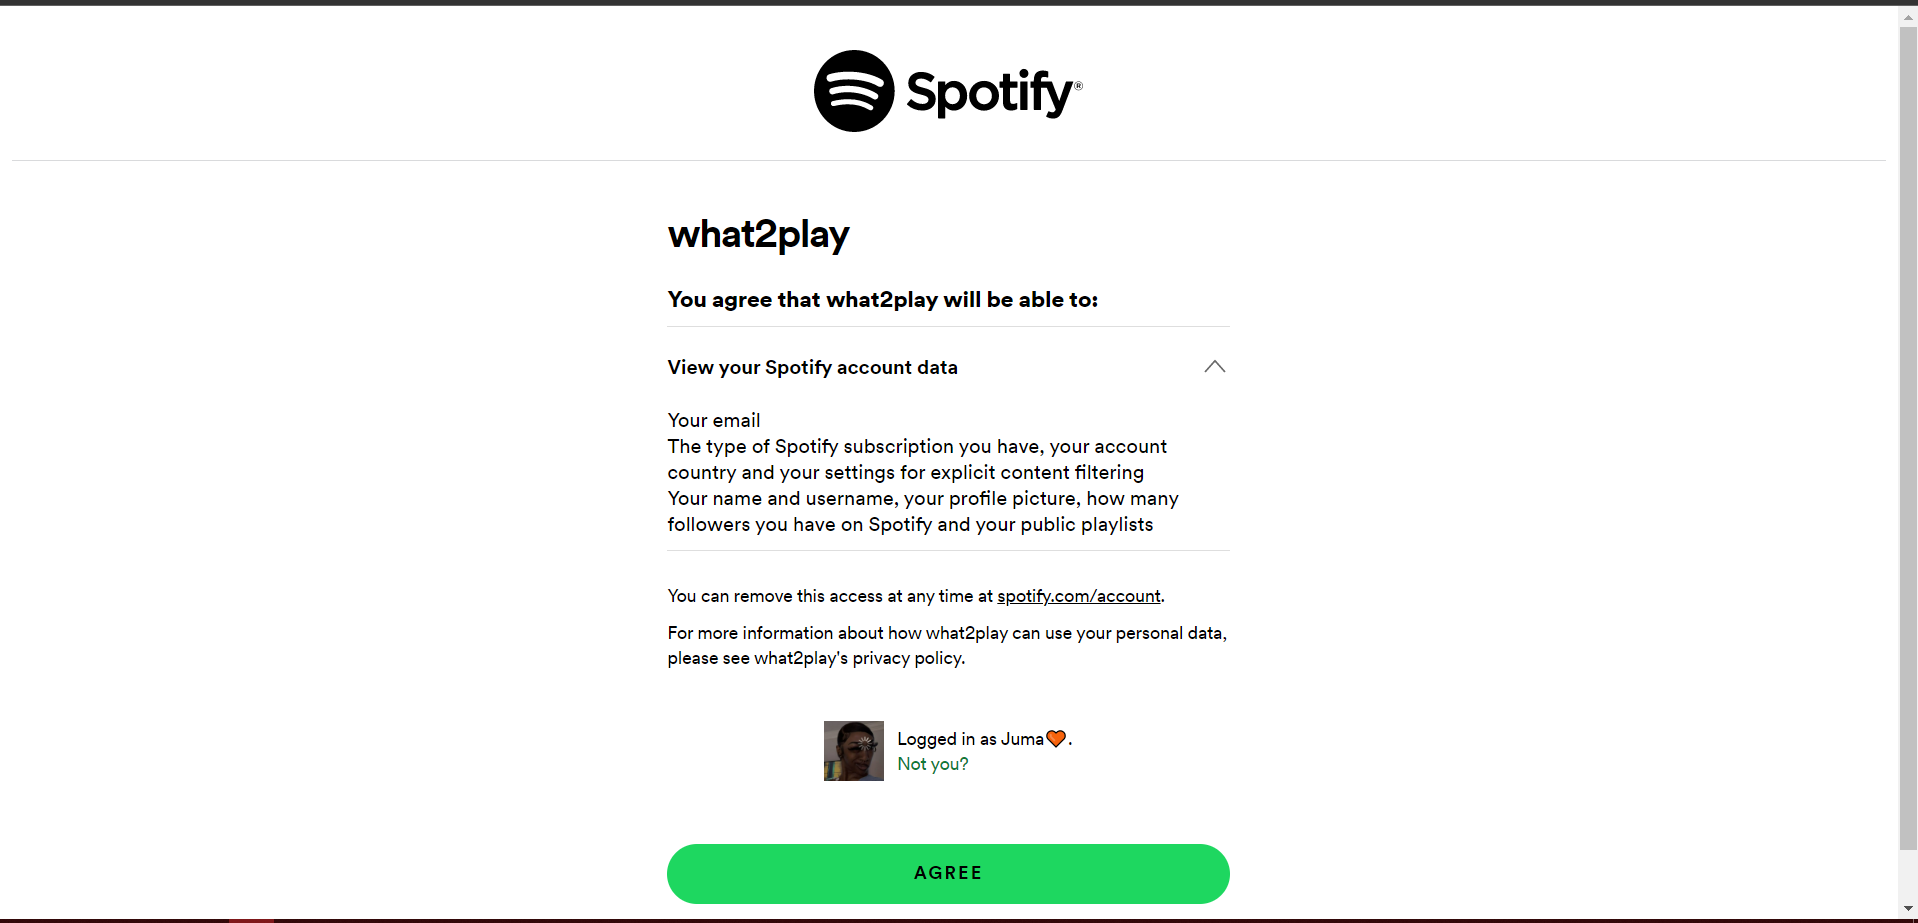 Spotify®
what2play
You agree that what2play will be able to:
View your Spotify account data
Your email
The type of Spotify subscription you have, your account
country and your settings for explicit content filtering
Your name and username, your profile picture, how many
followers you have on Spotify and your public playlists
You can remove this access at any time at spotify.com/account.
For more information about how what2play can use your personal data,
please see what2play's privacy policy.
Logged in as Juma🧡.
Not you?
AGREE